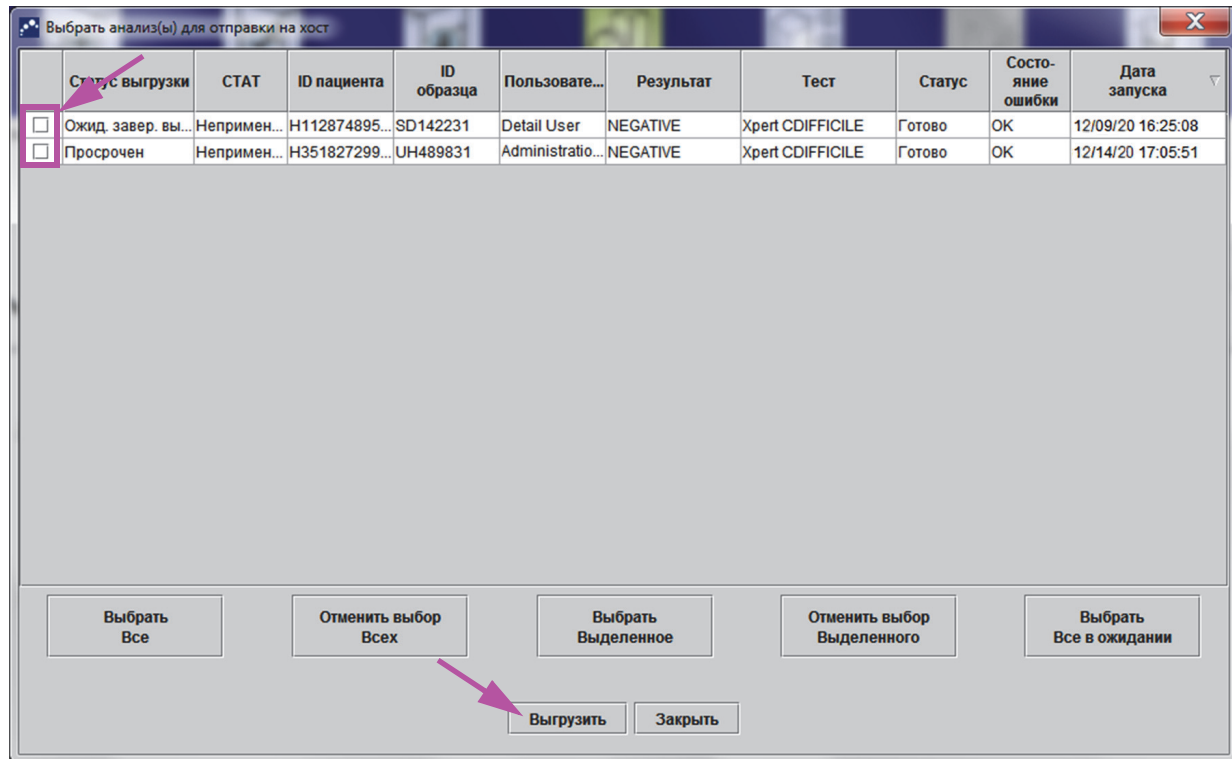 Выбрать анализ(ы) для отправки на хост
Статус выгрузки СТАТ ID пациента ID образца Пользовате... Результат Тест Статус Состо-яние ошибки Дата запуска
Ожид. завер. вы... Непримен... H112874895... SD142231 Detail User NEGATIVE Xpert CDIFFICILE Готово OK 12/09/20 16:25:08
Просрочен Непримен... H351827299... UH489831 Administratio... NEGATIVE Xpert CDIFFICILE Готово OK 12/14/20 17:05:51
Выбрать Все
Отменить выбор Всех
Выбрать Выделенное
Отменить выбор Выделенного
Выбрать Все в ожидании
Выгрузить Закрыть